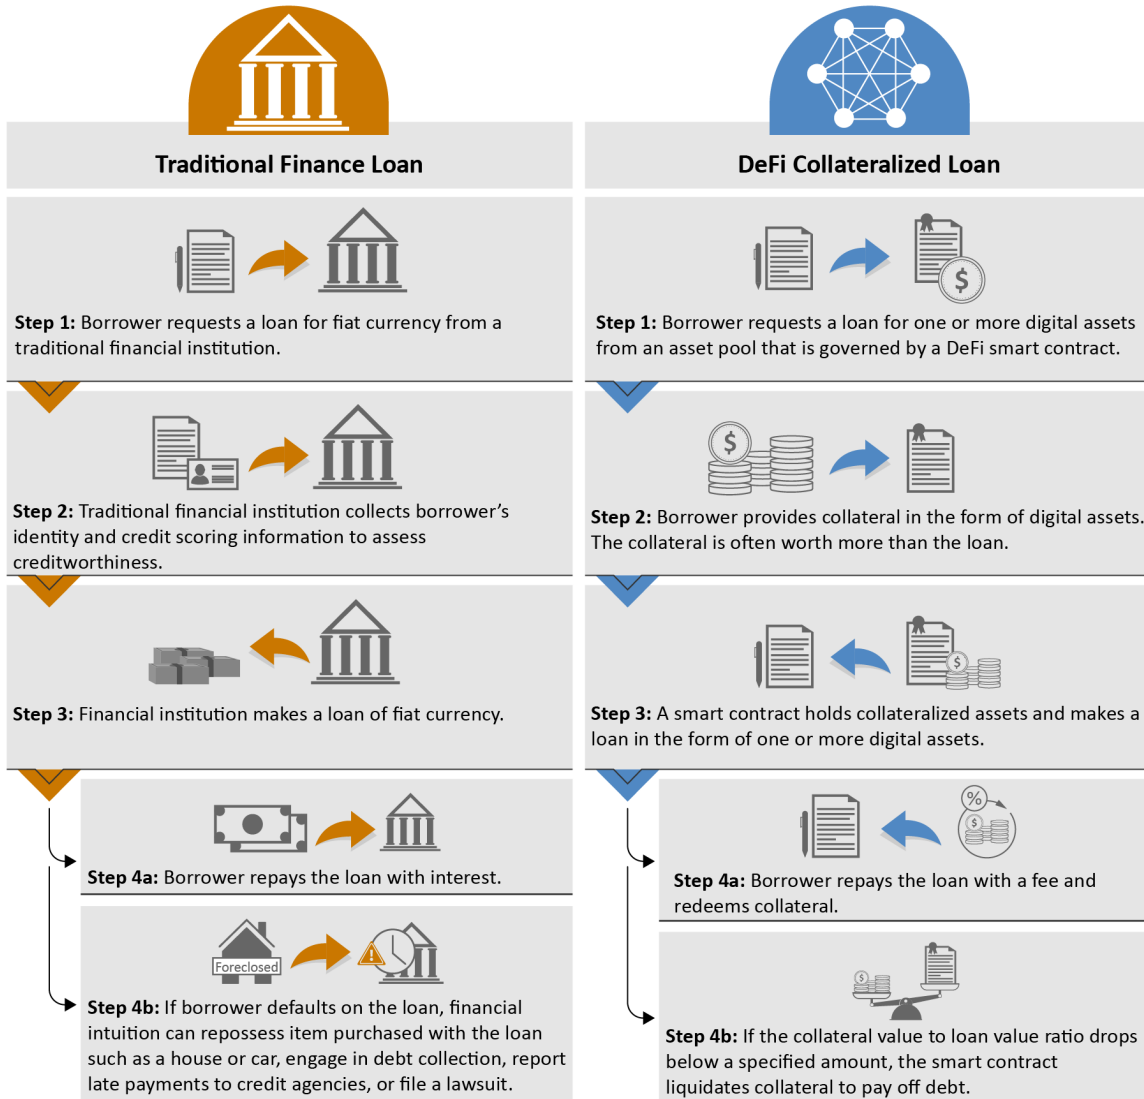 Traditional Finance Loan
Step 1: Borrower requests a loan for fiat currency from a
traditional financial institution.
Step 2: Traditional financial institution collects borrower’s
identity and credit scoring information to assess
creditworthiness.
Step 3: Financial institution makes a loan of fiat currency.
Step 4a: Borrower repays the loan with interest.
Foreclosed
Step 4b: If borrower defaults on the loan, financial
intuition can repossess item purchased with the loan
such as a house or car, engage in debt collection, report
late payments to credit agencies, or file a lawsuit.
DeFi Collateralized Loan
$
Step 1: Borrower requests a loan for one or more digital assets
from an asset pool that is governed by a DeFi smart contract.
$
Step 2: Borrower provides collateral in the form of digital assets.
The collateral is often worth more than the loan.
$
Step 3: A smart contract holds collateralized assets and makes a
loan in the form of one or more digital assets.
%
$
Step 4a: Borrower repays the loan with a fee and
redeems collateral.
$
Step 4b: If the collateral value to loan value ratio drops
below a specified amount, the smart contract
liquidates collateral to pay off debt.